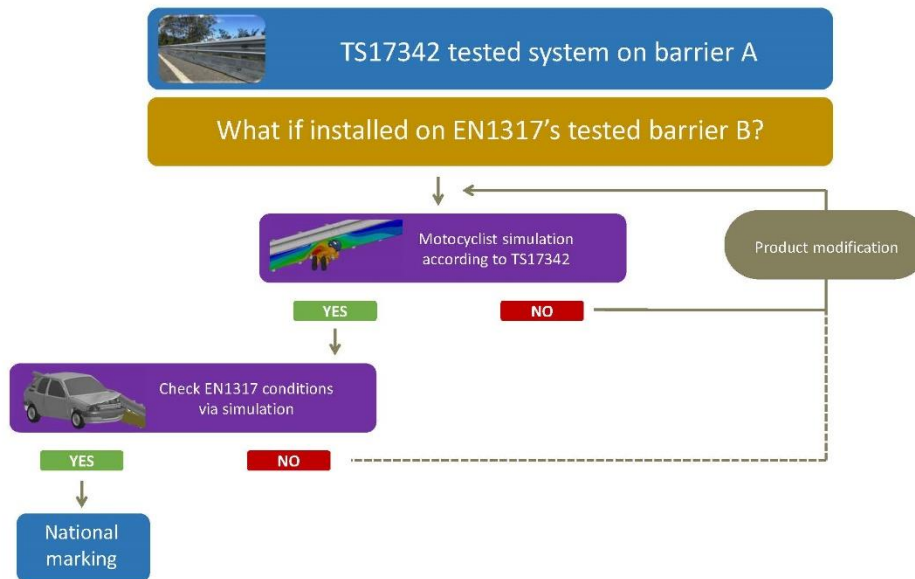 TS17342 tested system on barrier A
What if installed on EN1317's tested barrier B?
Motocyclist simulation
according to TS17342
Product modification
YES
NO
Check EN1317 conditions
via simulation
YES
NO
National
marking